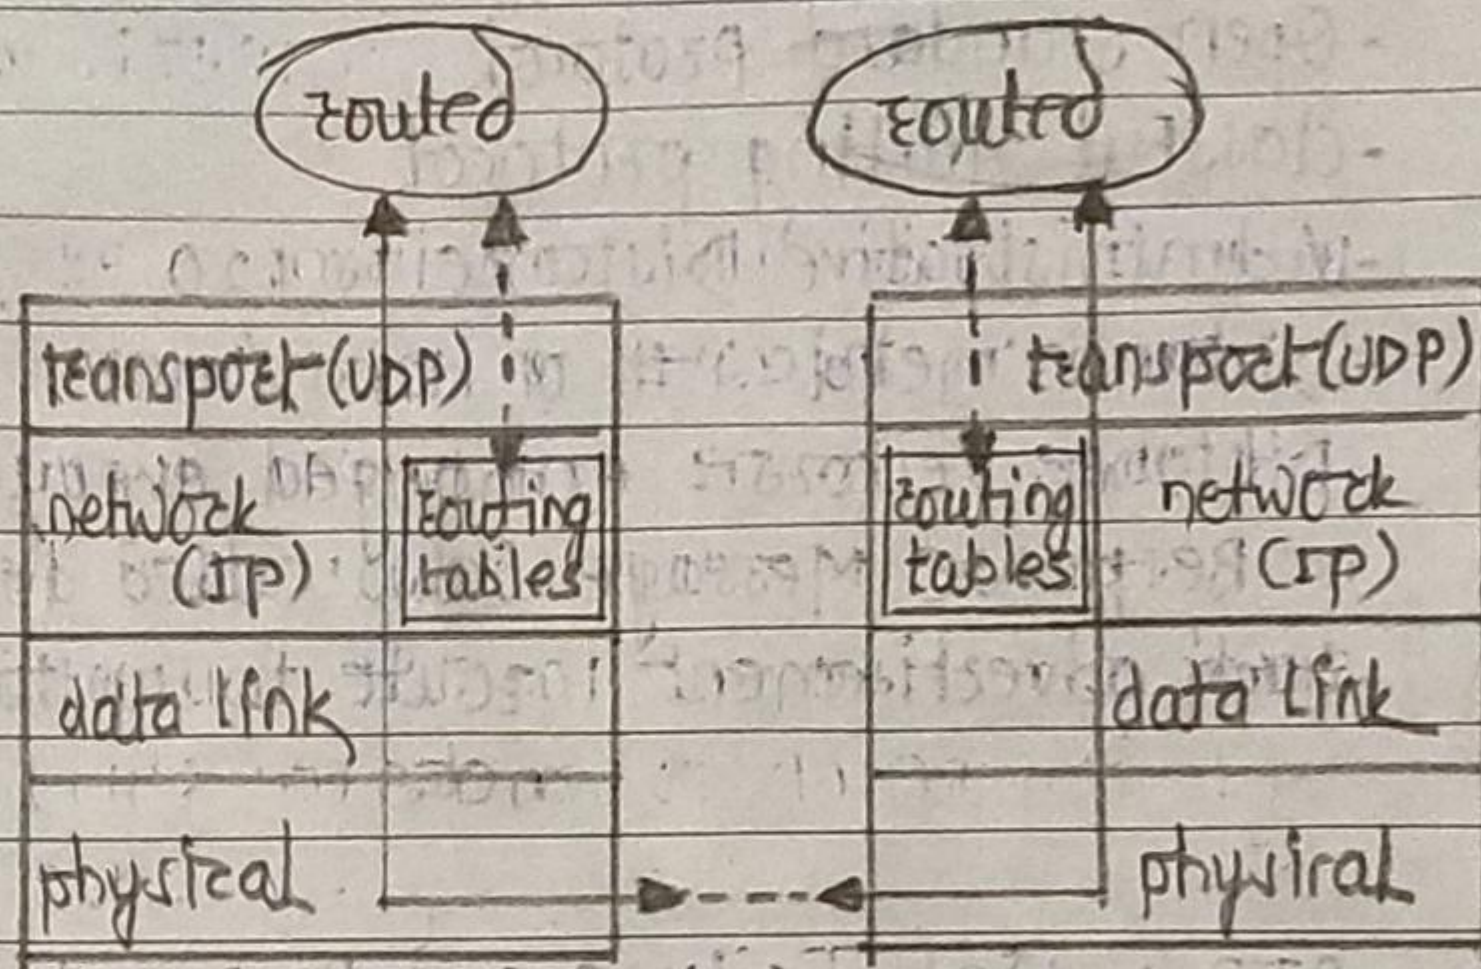 routed
routed
transport (UDP)
transport (UDP)
network
(IP)
routing
tables
routing
tables
network
(IP)
data link
data link
physical
physical